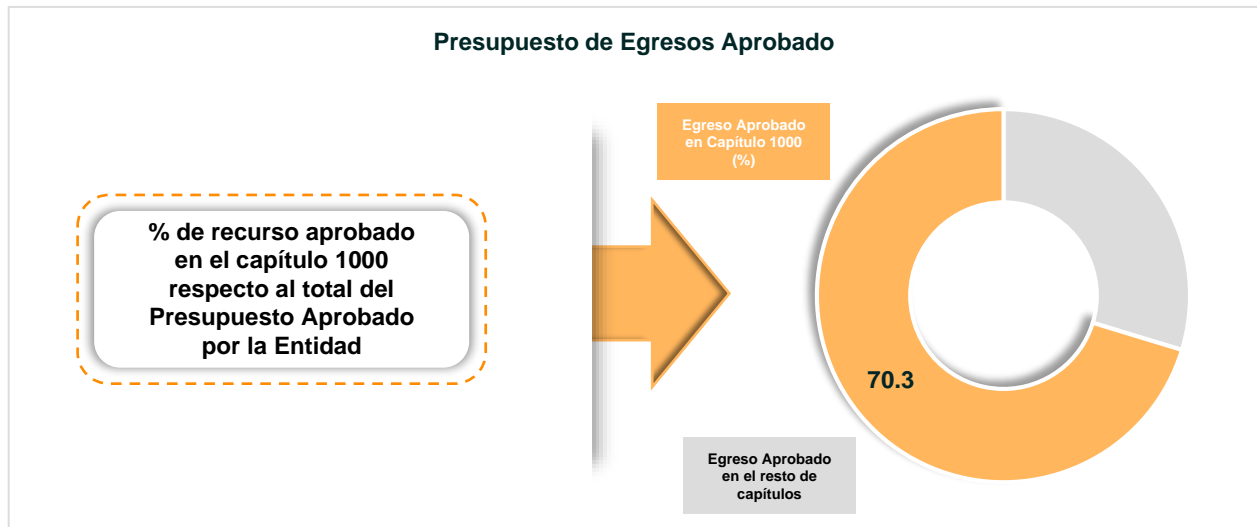 Presupuesto de Egresos Aprobado
% de recurso aprobado
en el capítulo 1000
respecto al total del
Presupuesto Aprobado
por la Entidad
Egreso Aprobado
en Capítulo 1000
(%)
70.3
Egreso Aprobado
en el resto de
capítulos